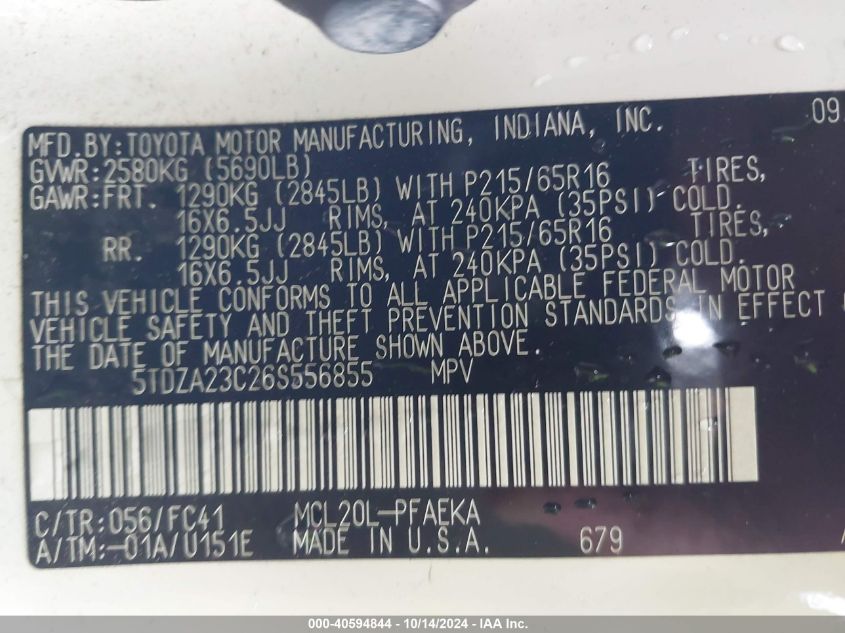 MFD.BY:TOYOTA MOTOR MANUFACTURING, INDIANA, INC. 09
GVWR:2580KG (5690LB)
GAWR:FRT. 1290KG (2845LB) WITH P215/65R16 TIRES,
16X6.5JJ RIMS, AT 240KPA (35PSI) COLD.
RR. 1290KG (2845LB) WITH P215/65R16 TIRES,
16X6.5JJ RIMS, AT 240KPA (35PSI) COLD.
THIS VEHICLE CONFORMS TO ALL APPLICABLE FEDERAL MOTOR
VEHICLE SAFETY AND THEFT PREVENTION STANDARDS IN EFFECT
THE DATE OF MANUFACTURE SHOWN ABOVE.
5TDZA23C26S556855 MPV
C/TR:056/FC41 MCL20L-PFAEKA
A/TM:-01A/U151E MADE IN U.S.A. 679
000-40594844 - 10/14/2024 - IAA Inc.